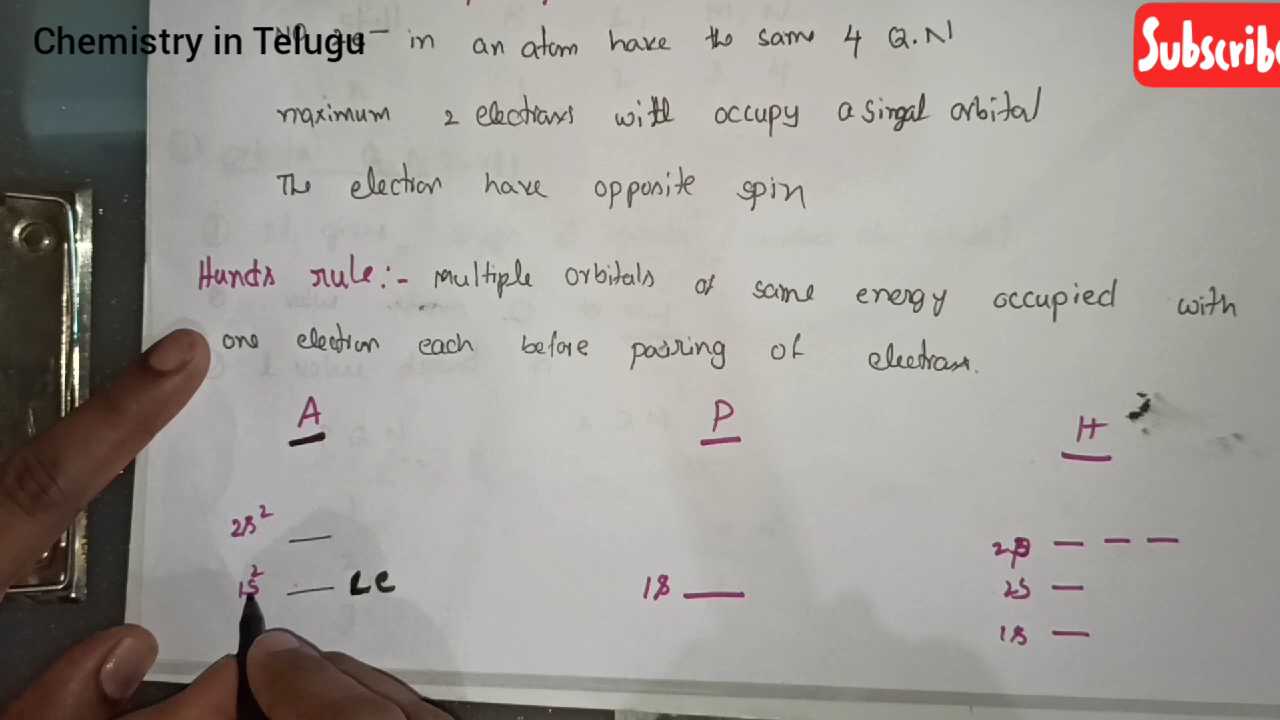 Chemistry in Telugu
Subscribe
in an atom have the same 4 Q.N
maximum 2 electrons with occupy a singal orbital
The election have opposite spin
Hunds rule:- Multiple orbitals of same energy occupied with
one election each before pairing of electrons.
A P H
2s²
1s² LE 1s
2p
2s
1s